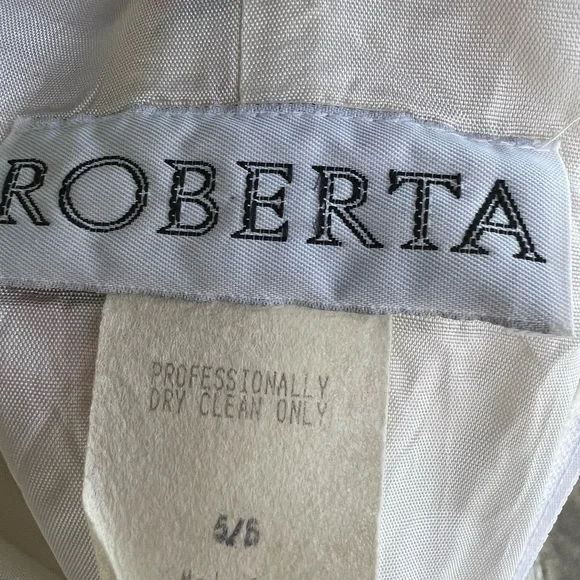 ROBERTA
PROFESSIONALLY
DRY CLEAN ONLY
5/6